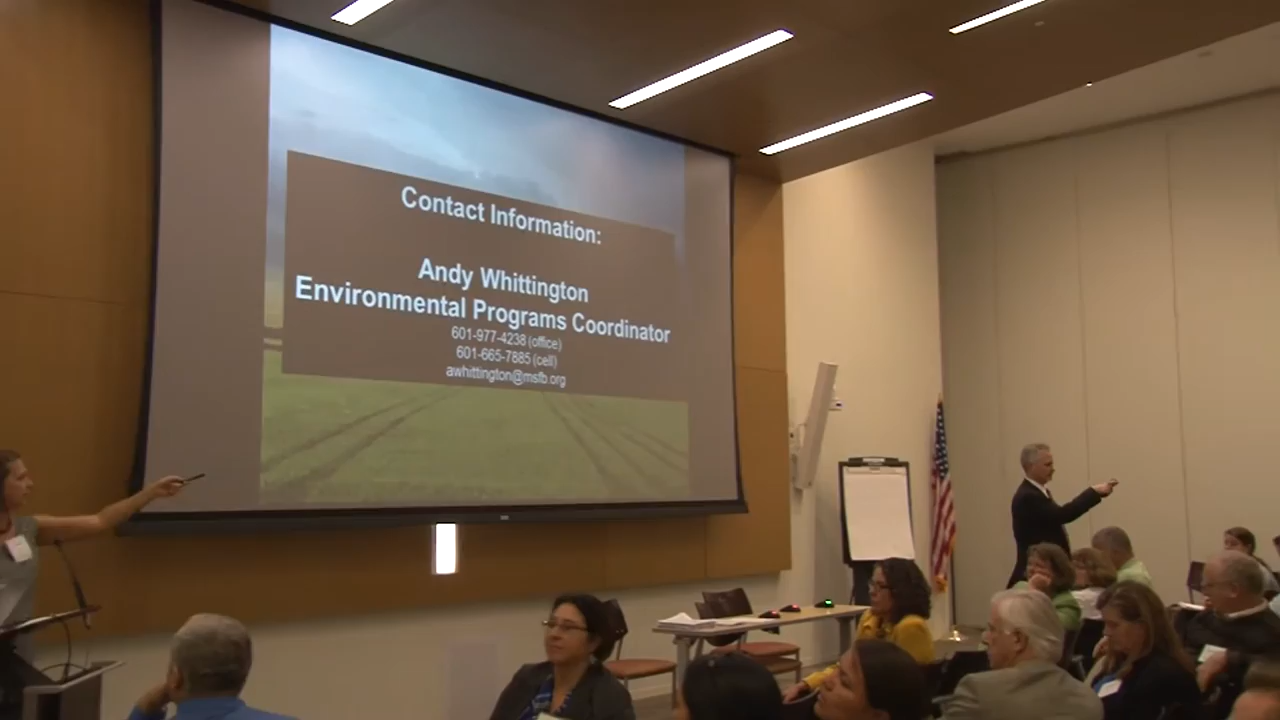 Contact Information:
Andy Whittington
Environmental Programs Coordinator
601-977-4238 (office)
601-665-7885 (cell)
awhittington@msfb.org